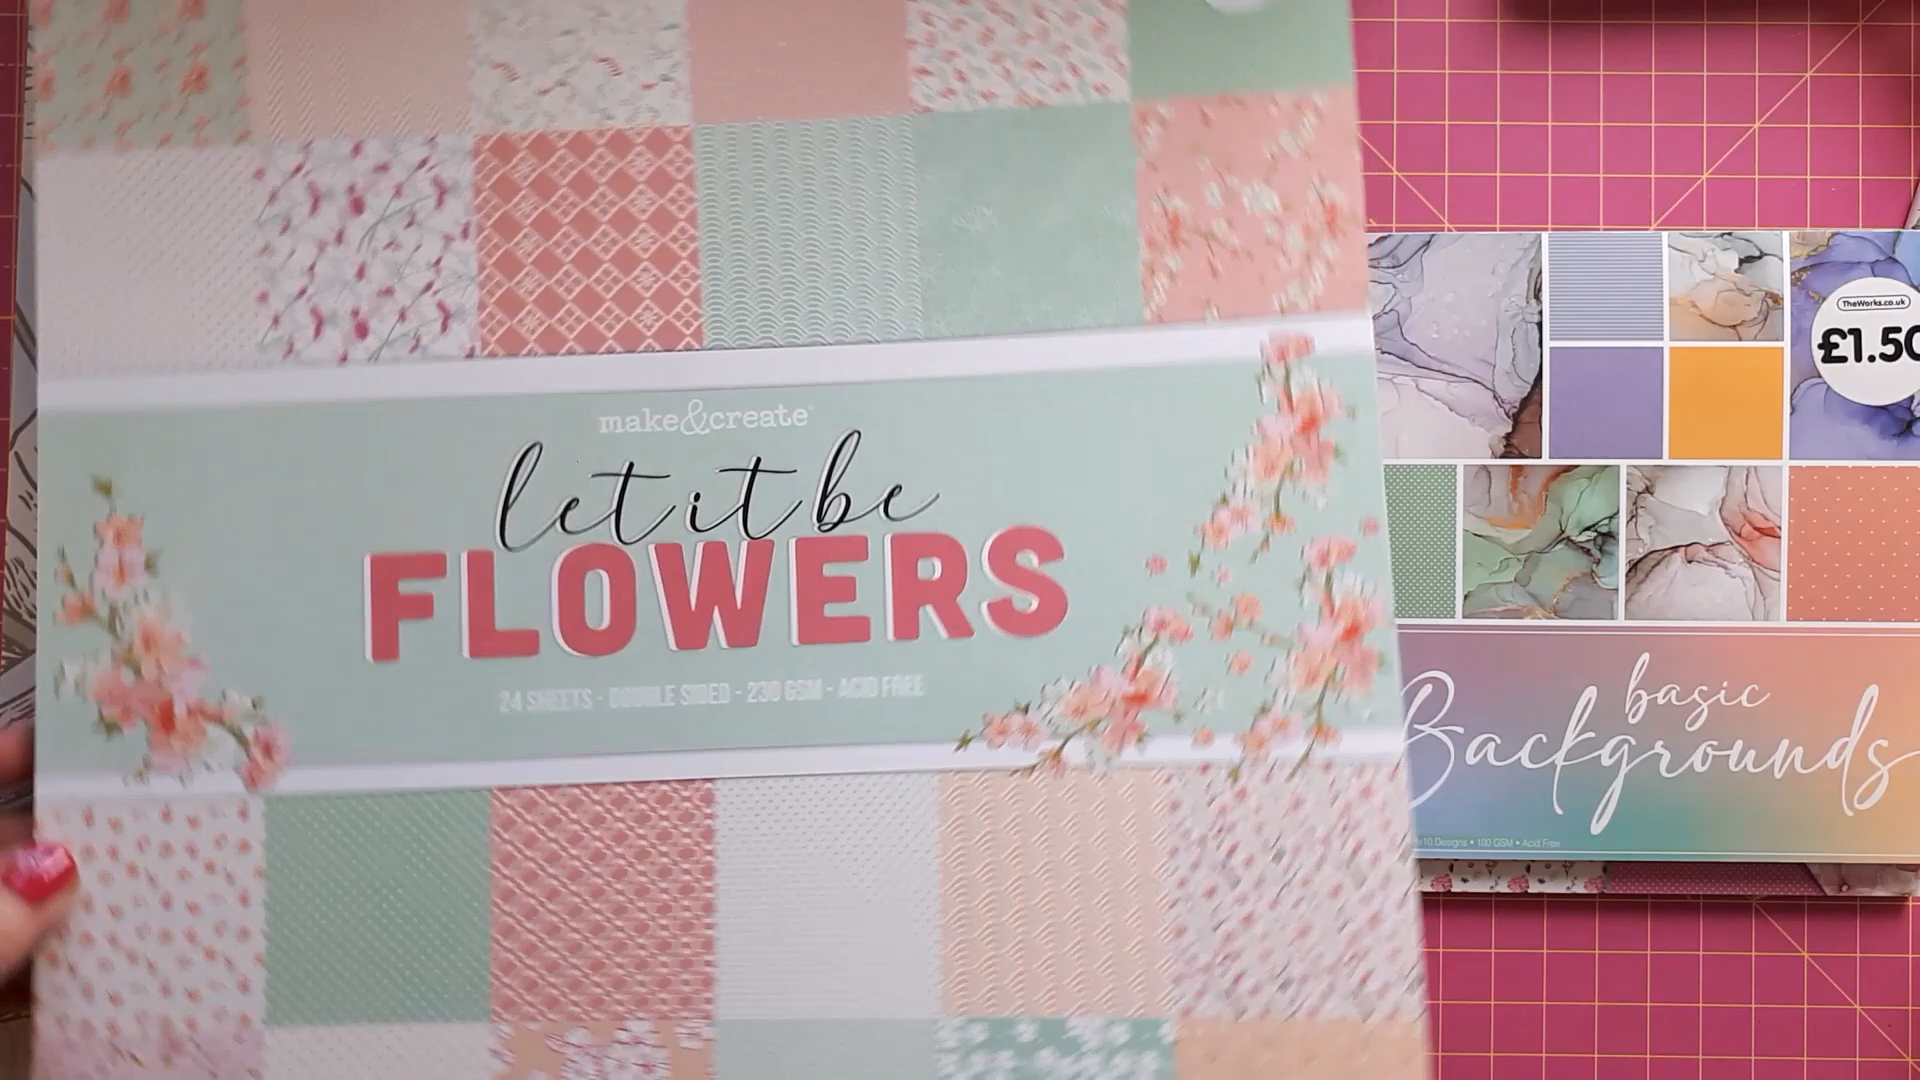 make&create
let it be
FLOWERS
24 SHEETS - DOUBLE SIDED - 230 GSM - ACID FREE
TheWorks.co.uk
£1.50
basic
Backgrounds
10 Designs • 100 GSM • Acid Free